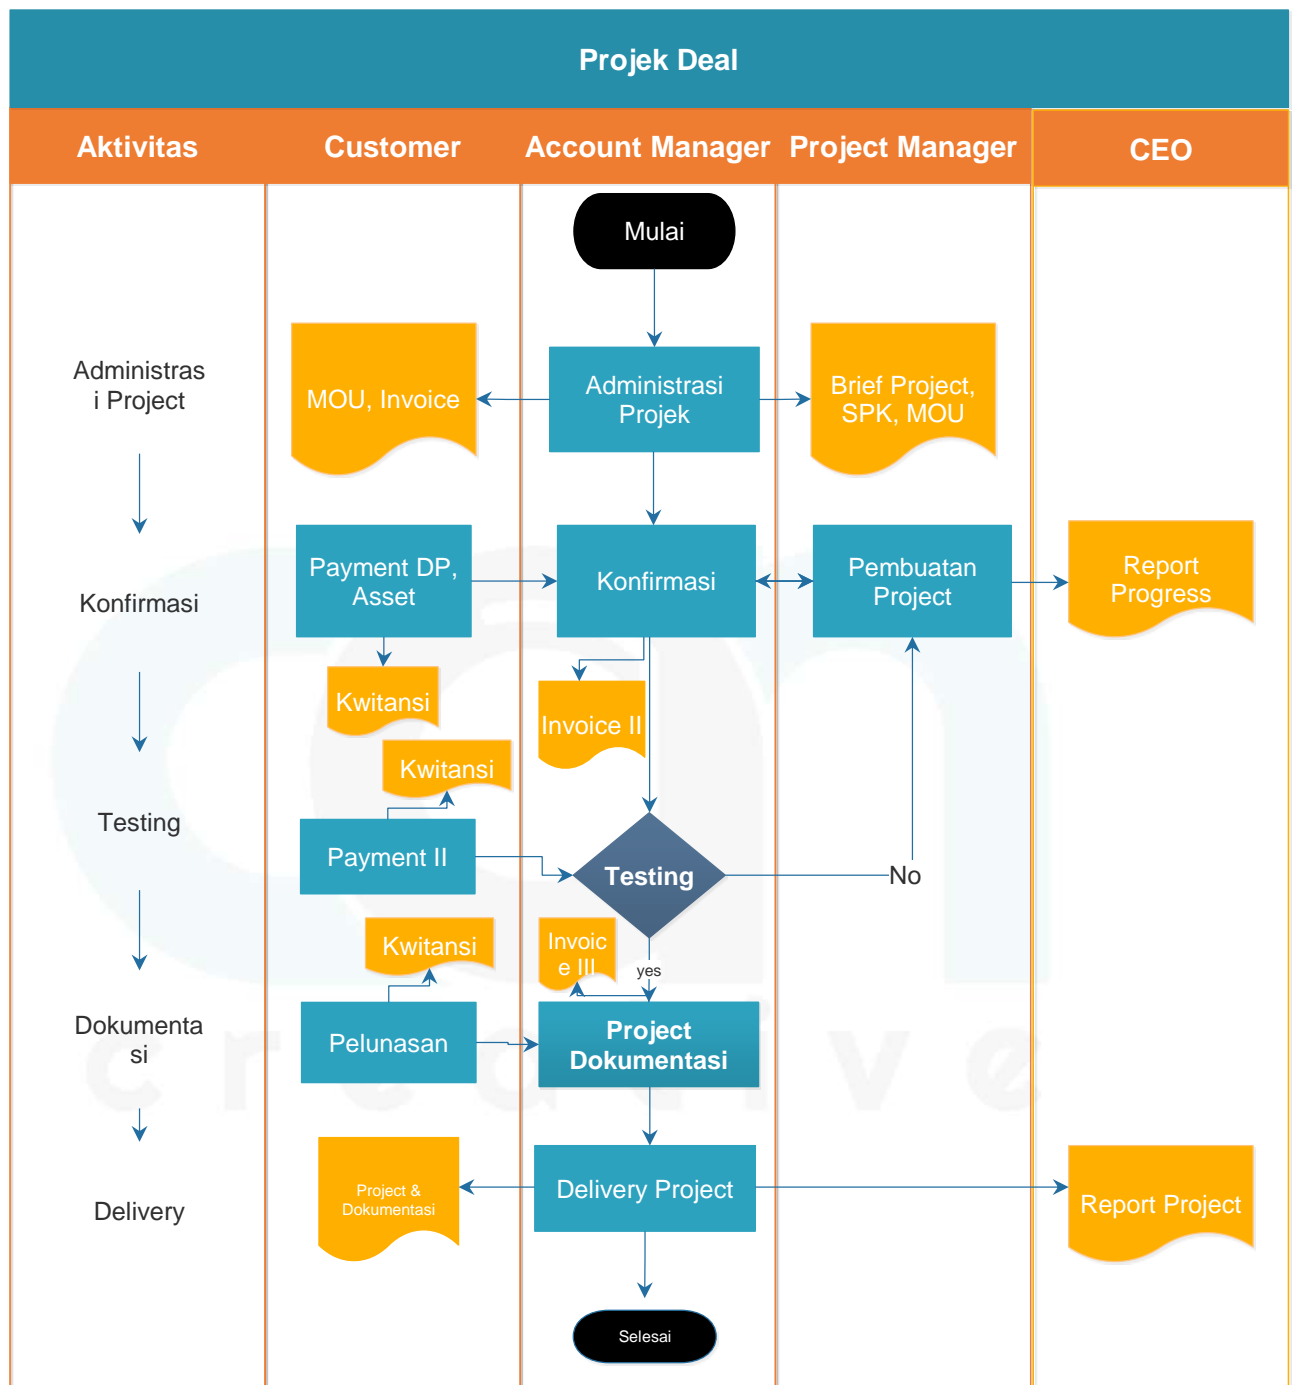 Projek Deal
Aktivitas
Customer
Account Manager
Project Manager
CEO
Mulai
Administras
i Project
MOU, Invoice
Administrasi
Projek
Brief Project,
SPK, MOU
Konfirmasi
Payment DP,
Asset
Konfirmasi
Pembuatan
Project
Report
Progress
Kwitansi
Invoice II
Kwitansi
Testing
Payment II
Testing
No
Kwitansi
Invoic
e III
yes
Dokumenta
si
Pelunasan
Project
Dokumentasi
creative
Delivery
Project &
Dokumentasi
Delivery Project
Report Project
Selesai